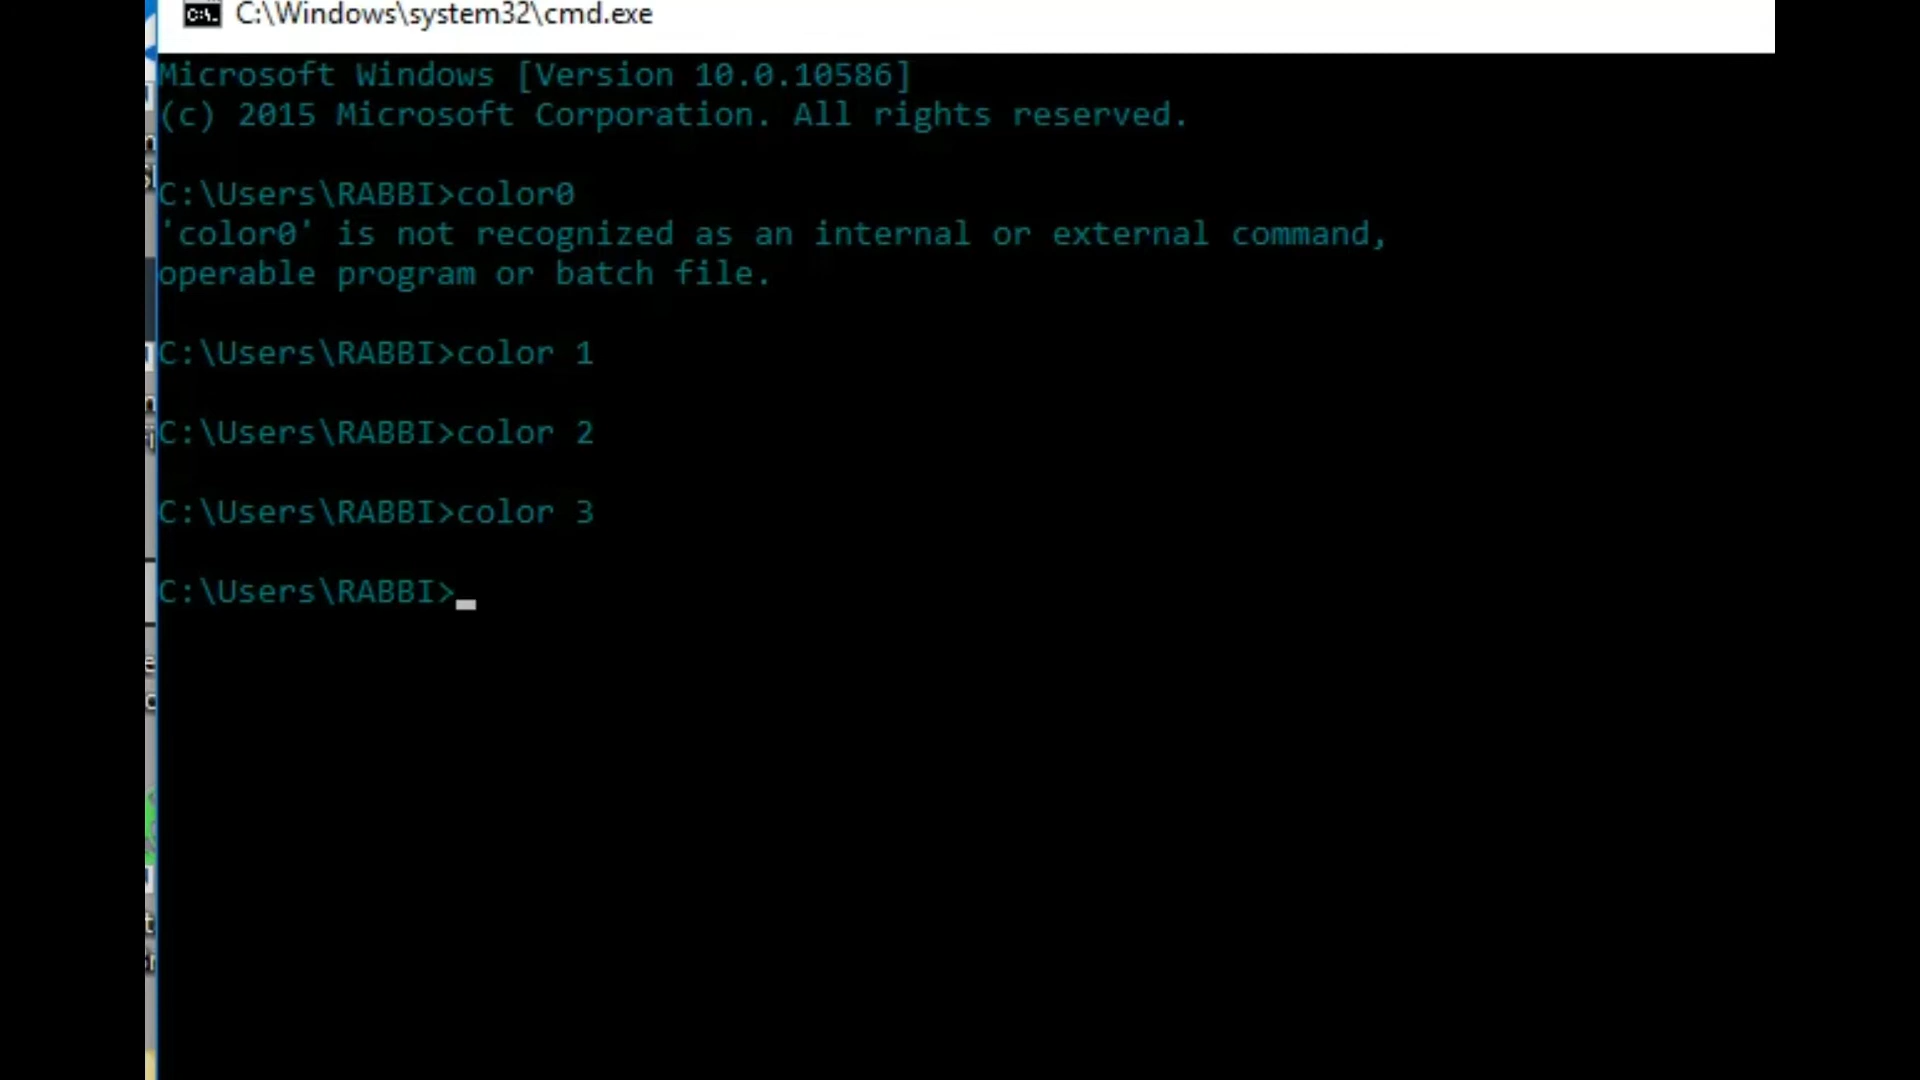 C:\Windows\system32\cmd.exe
Microsoft Windows [Version 10.0.10586]
(c) 2015 Microsoft Corporation. All rights reserved.
C:\Users\RABBI>color0
'color0' is not recognized as an internal or external command,
operable program or batch file.
C:\Users\RABBI>color 1
C:\Users\RABBI>color 2
C:\Users\RABBI>color 3
C:\Users\RABBI>